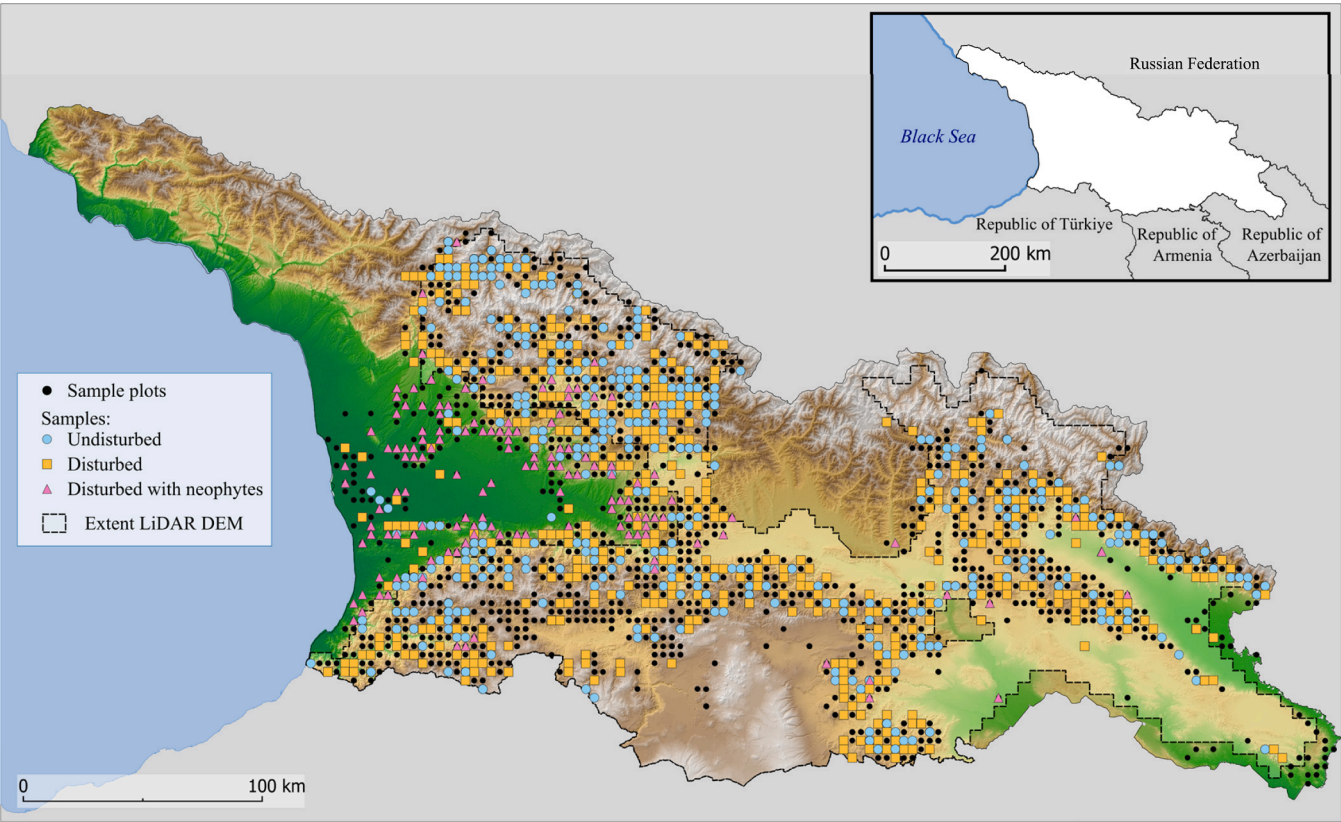 Russian Federation
Black Sea
Republic of Türkiye
Republic of
Armenia
Republic of
Azerbaijan
0 200 km
Sample plots
Samples:
Undisturbed
Disturbed
Disturbed with neophytes
Extent LiDAR DEM
0 100 km